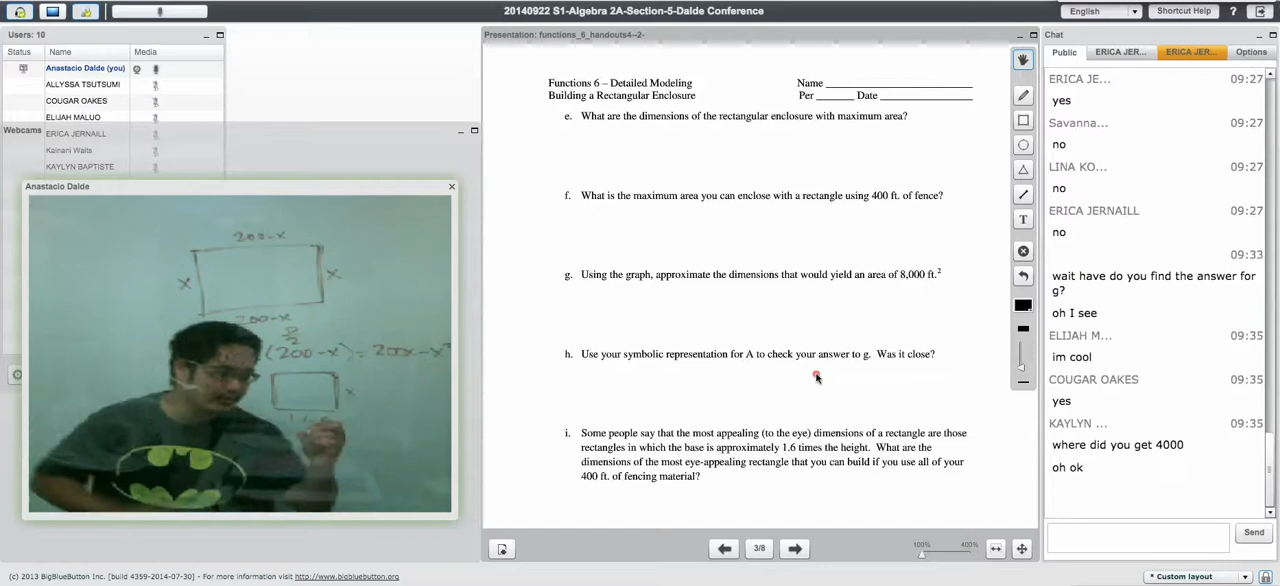 20140922 S1-Algebra 2A-Section-5-Dalde Conference
English
Shortcut Help
?
Users: 10
Status Name Media
Anastacio Dalde (you)
ALLYSSA TSUTSUMI
COUGAR OAKES
ELIJAH MALUO
ERICA JERNAILL
Kainani Waits
KAYLYN BAPTISTE
Webcams
Anastacio Dalde
200-x
x x
200-x
P/2
(200-x) = 200x-x²
x
Presentation: functions_6_handouts4--2-
Functions 6 – Detailed Modeling Name
Building a Rectangular Enclosure Per Date
e. What are the dimensions of the rectangular enclosure with maximum area?
f. What is the maximum area you can enclose with a rectangle using 400 ft. of fence?
g. Using the graph, approximate the dimensions that would yield an area of 8,000 ft.²
h. Use your symbolic representation for A to check your answer to g. Was it close?
i. Some people say that the most appealing (to the eye) dimensions of a rectangle are those
rectangles in which the base is approximately 1.6 times the height. What are the
dimensions of the most eye-appealing rectangle that you can build if you use all of your
400 ft. of fencing material?
T
3/8
100% 400%
Chat
Public ERICA JER... ERICA JER... Options
ERICA JE... 09:27
yes
Savanna... 09:27
no
LINA KO... 09:27
no
ERICA JERNAILL 09:27
no
09:33
wait have do you find the answer for
g?
oh I see
ELIJAH M... 09:35
im cool
COUGAR OAKES 09:35
yes
KAYLYN ... 09:35
where did you get 4000
oh ok
Send
(c) 2013 BigBlueButton Inc. [build 4359-2014-07-30] - For more information visit http://www.bigbluebutton.org
* Custom layout